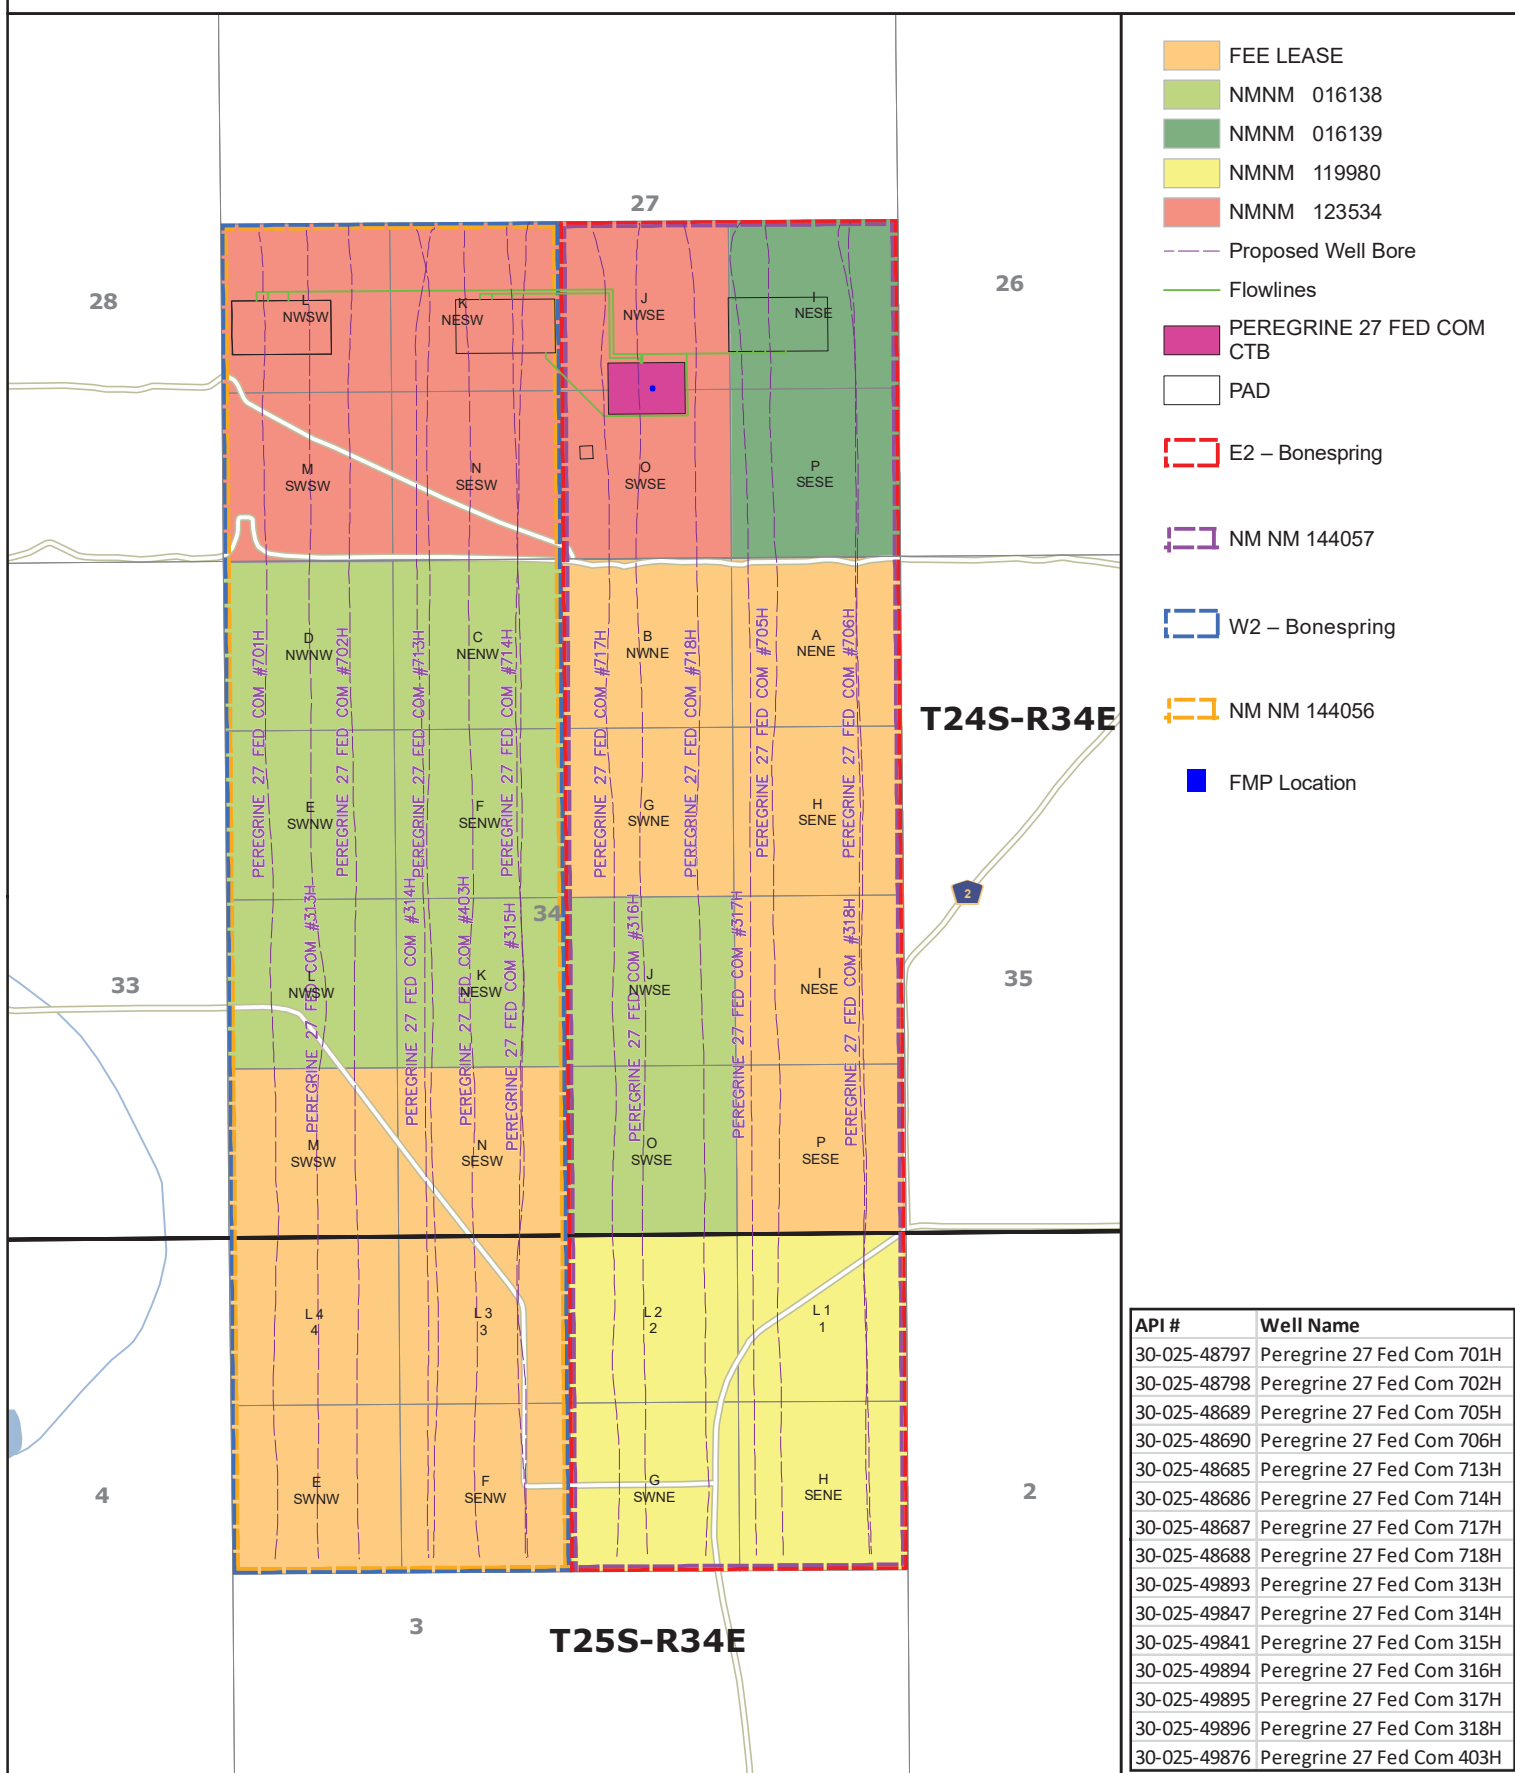 27
28
26
L
NWSW
K
NESW
J
NWSE
I
NESE
M
SWSW
N
SESW
O
SWSE
P
SESE
D
NWNW
C
NENW
B
NWNE
A
NENE
PEREGRINE 27 FED COM #701H
PEREGRINE 27 FED COM #702H
PEREGRINE 27 FED COM #713H
PEREGRINE 27 FED COM #714H
PEREGRINE 27 FED COM #717H
PEREGRINE 27 FED COM #718H
PEREGRINE 27 FED COM #705H
PEREGRINE 27 FED COM #706H
T24S-R34E
E
SWNW
F
SENW
G
SWNE
H
SENE
2
34
33
35
PEREGRINE 27 FED COM #313H
PEREGRINE 27 FED COM #314H
PEREGRINE 27 FED COM #403H
PEREGRINE 27 FED COM #315H
PEREGRINE 27 FED COM #316H
PEREGRINE 27 FED COM #317H
PEREGRINE 27 FED COM #318H
L
NWSW
K
NESW
J
NWSE
I
NESE
M
SWSW
N
SESW
O
SWSE
P
SESE
L 4
4
L 3
3
L 2
2
L 1
1
E
SWNW
F
SENW
G
SWNE
H
SENE
4
2
3
T25S-R34E
FEE LEASE
NMNM 016138
NMNM 016139
NMNM 119980
NMNM 123534
Proposed Well Bore
Flowlines
PEREGRINE 27 FED COM
CTB
PAD
E2 – Bonespring
NM NM 144057
W2 – Bonespring
NM NM 144056
FMP Location
API # Well Name
30-025-48797 Peregrine 27 Fed Com 701H
30-025-48798 Peregrine 27 Fed Com 702H
30-025-48689 Peregrine 27 Fed Com 705H
30-025-48690 Peregrine 27 Fed Com 706H
30-025-48685 Peregrine 27 Fed Com 713H
30-025-48686 Peregrine 27 Fed Com 714H
30-025-48687 Peregrine 27 Fed Com 717H
30-025-48688 Peregrine 27 Fed Com 718H
30-025-49893 Peregrine 27 Fed Com 313H
30-025-49847 Peregrine 27 Fed Com 314H
30-025-49841 Peregrine 27 Fed Com 315H
30-025-49894 Peregrine 27 Fed Com 316H
30-025-49895 Peregrine 27 Fed Com 317H
30-025-49896 Peregrine 27 Fed Com 318H
30-025-49876 Peregrine 27 Fed Com 403H